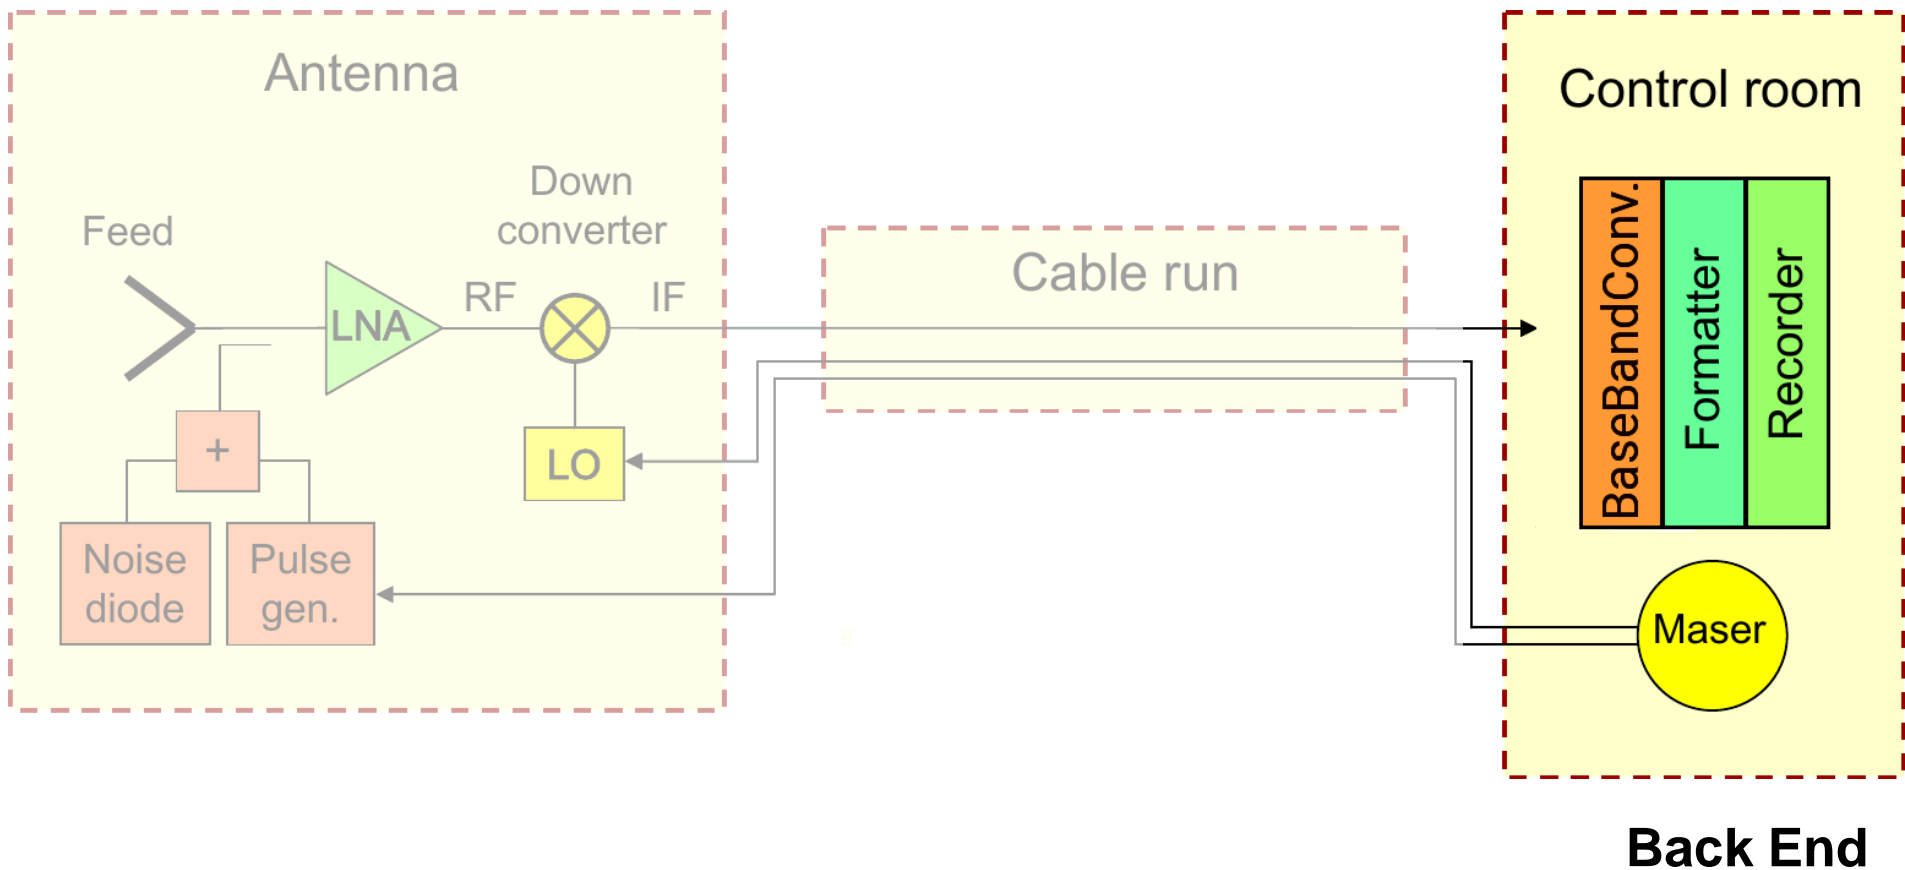 Antenna
Control room
Down
converter
Feed
RF
IF
LNA
Cable run
BaseBandConv.
Formatter
Recorder
+
LO
Noise
diode
Pulse
gen.
Maser
Back End